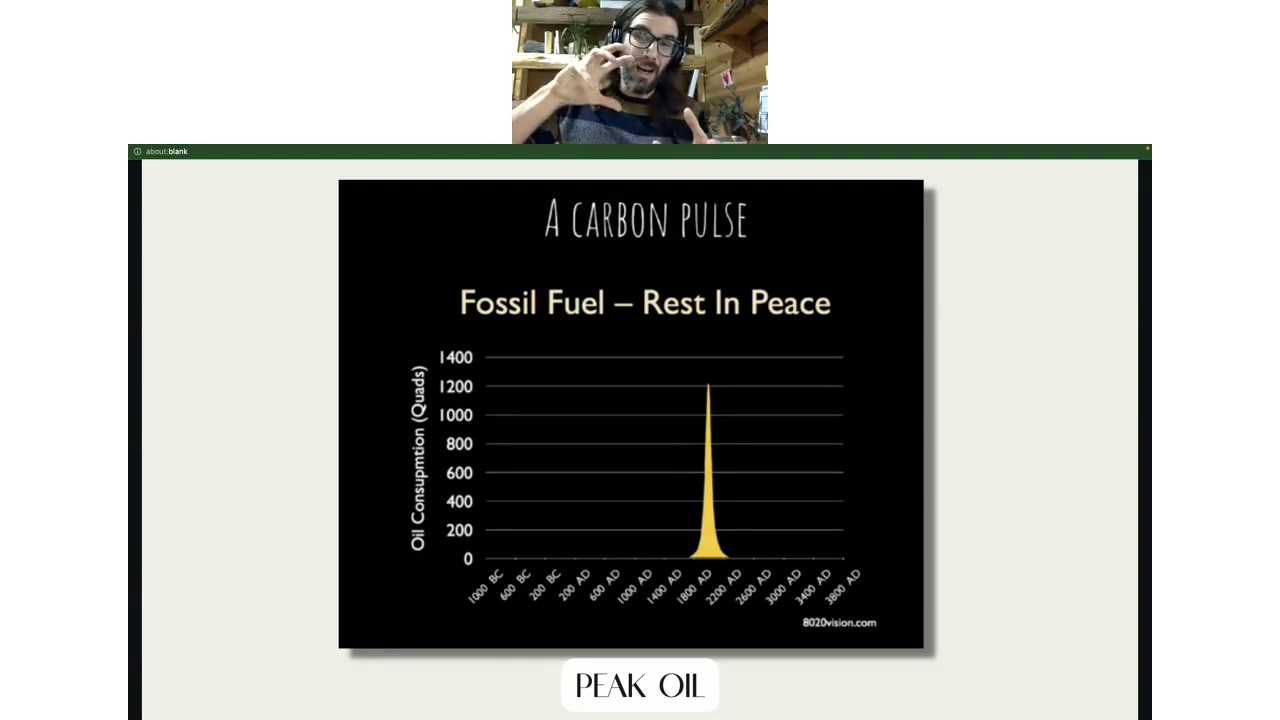 about:blank
A CARBON PULSE
Fossil Fuel – Rest In Peace
Oil Consupmtion (Quads)
1400
1200
1000
800
600
400
200
0
1000 BC
600 BC
200 BC
200 AD
600 AD
1000 AD
1400 AD
1800 AD
2200 AD
2600 AD
3000 AD
3400 AD
3800 AD
8020vision.com
PEAK OIL